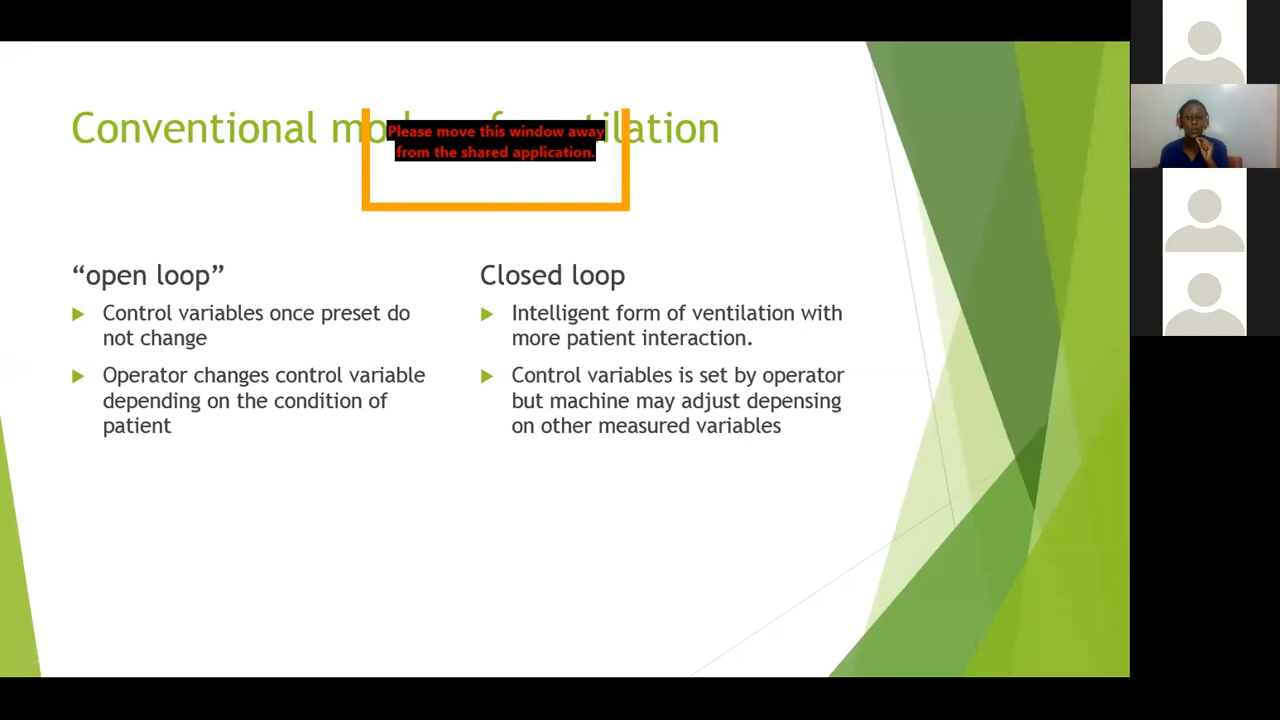 Conventional ventilation
Please move this window away
from the shared application.
“open loop”
Control variables once preset do
not change
Operator changes control variable
depending on the condition of
patient
Closed loop
Intelligent form of ventilation with
more patient interaction.
Control variables is set by operator
but machine may adjust depensing
on other measured variables